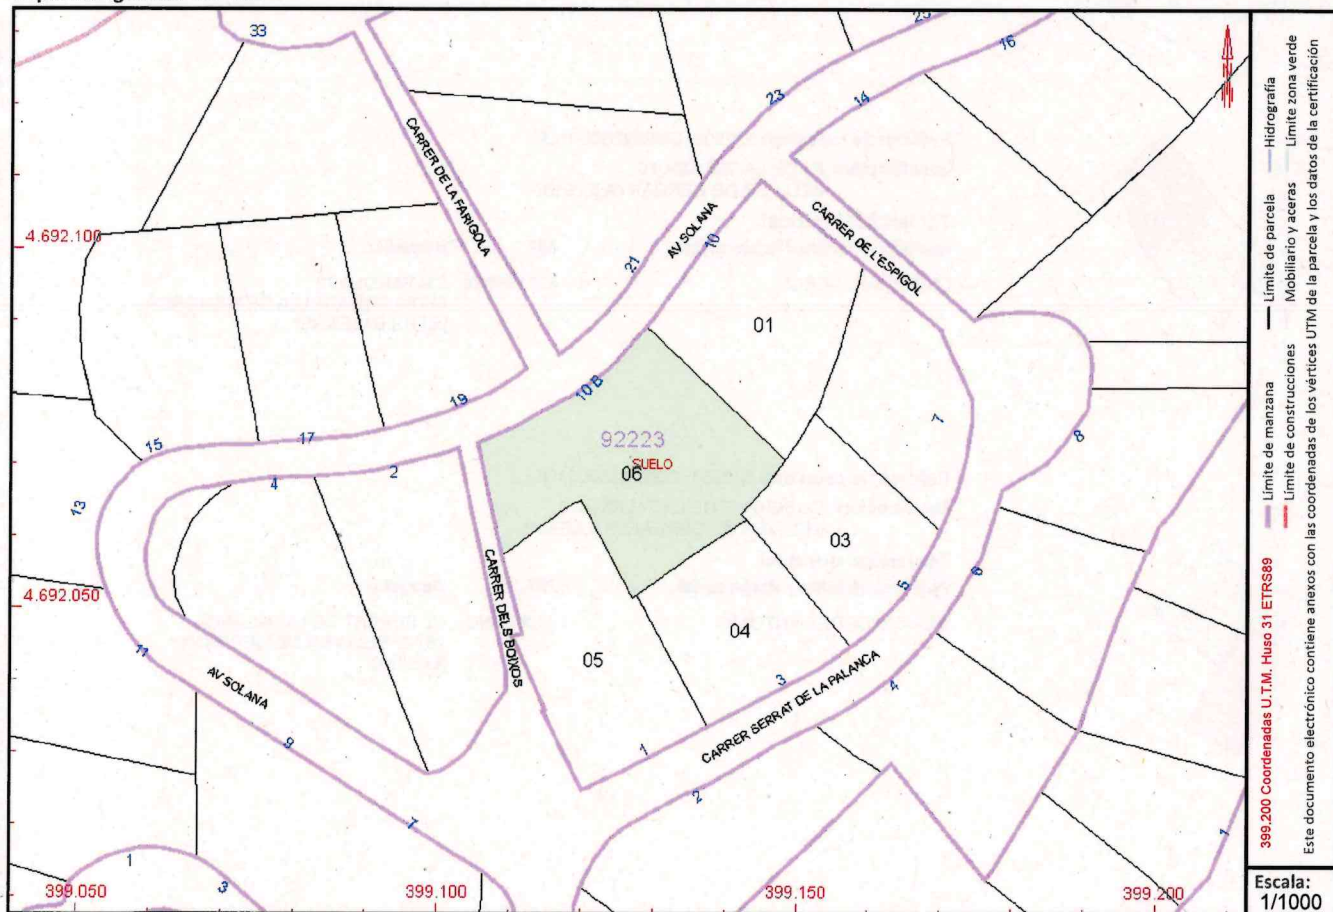 33
25
16
23
14
CARRER DE LA FARIGOLA
4.692.100
AV SOLANA
10
CARRER DE L'ESPIGOL
21
01
10 B
19
17
15
92223
SUELO
06
7
8
4
2
13
CARRER DELS BOIXOS
03
5
6
4.692.050
04
05
11
AV SOLANA
3
4
CARRER SERRAT DE LA PALANCA
1
9
2
7
1
3
1
399.050
399.100
399.150
399.200
399.200 Coordenadas U.T.M. Huso 31 ETRS89
Límite de manzana
Límite de parcela
Hidrografía
Límite de construcciones
Mobiliario y aceras
Límite zona verde
Este documento electrónico contiene anexos con las coordenadas de los vértices UTM de la parcela y los datos de la certificación
Escala:
1/1000